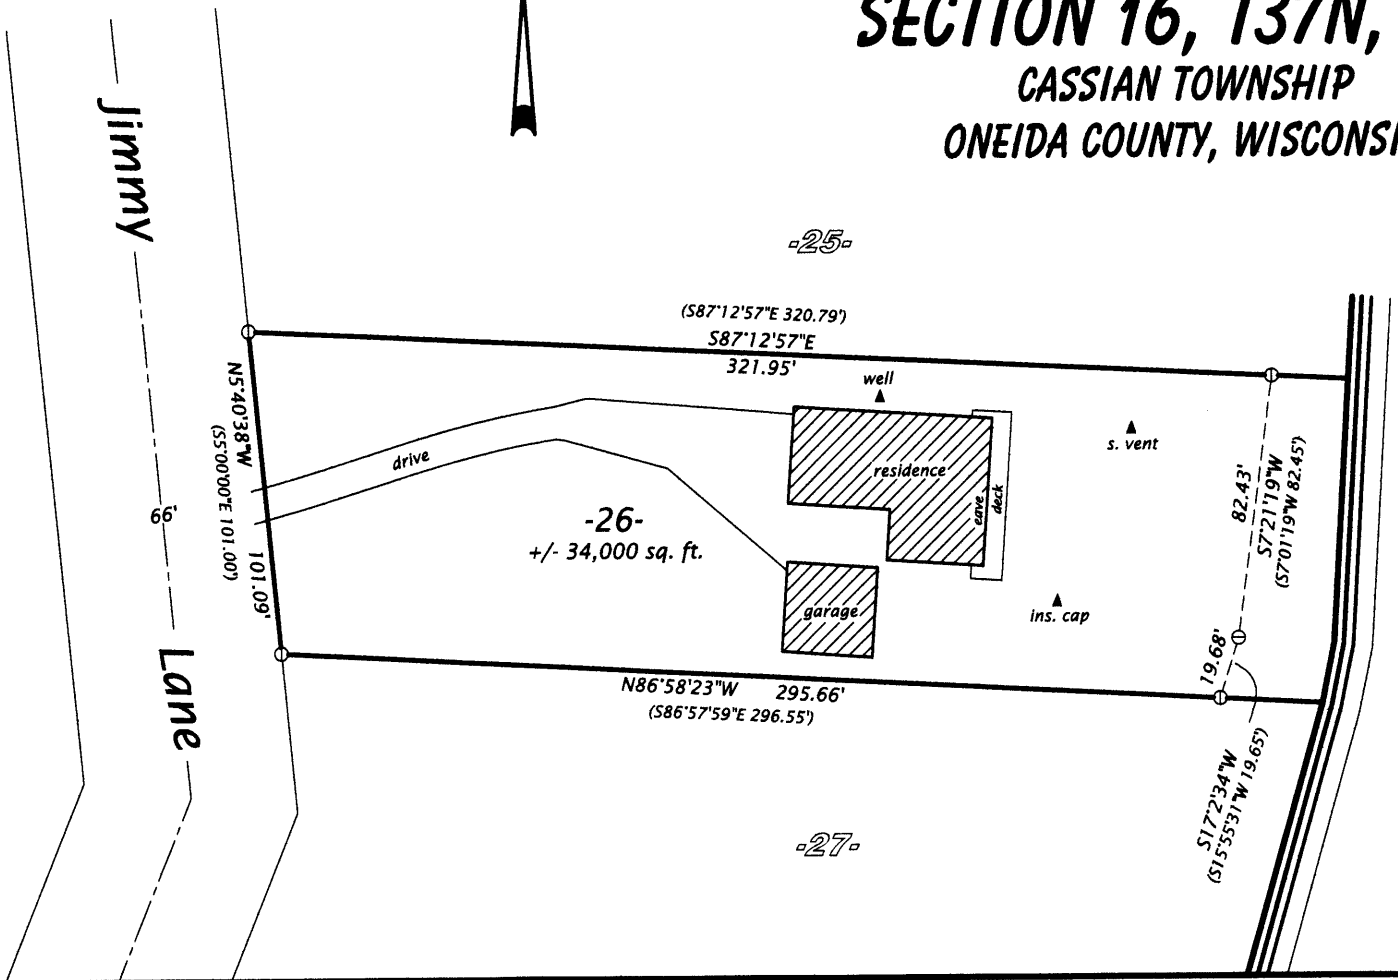 SECTION 16, T37N,
CASSIAN TOWNSHIP
ONEIDA COUNTY, WISCONSI
Jimmy
Lane
66'
-25-
(S87°12'57"E 320.79')
S87°12'57"E
321.95'
well
N5°40'38"W
101.09'
(S5°00'00"E 101.00')
drive
residence
eave
deck
s. vent
82.43'
S7°21'19"W
(S7°01'19"W 82.45')
-26-
+/- 34,000 sq. ft.
garage
ins. cap
19.68'
N86°58'23"W 295.66'
(S86°57'59"E 296.55')
S17°2'34"W
(S15°55'31"W 19.65')
-27-